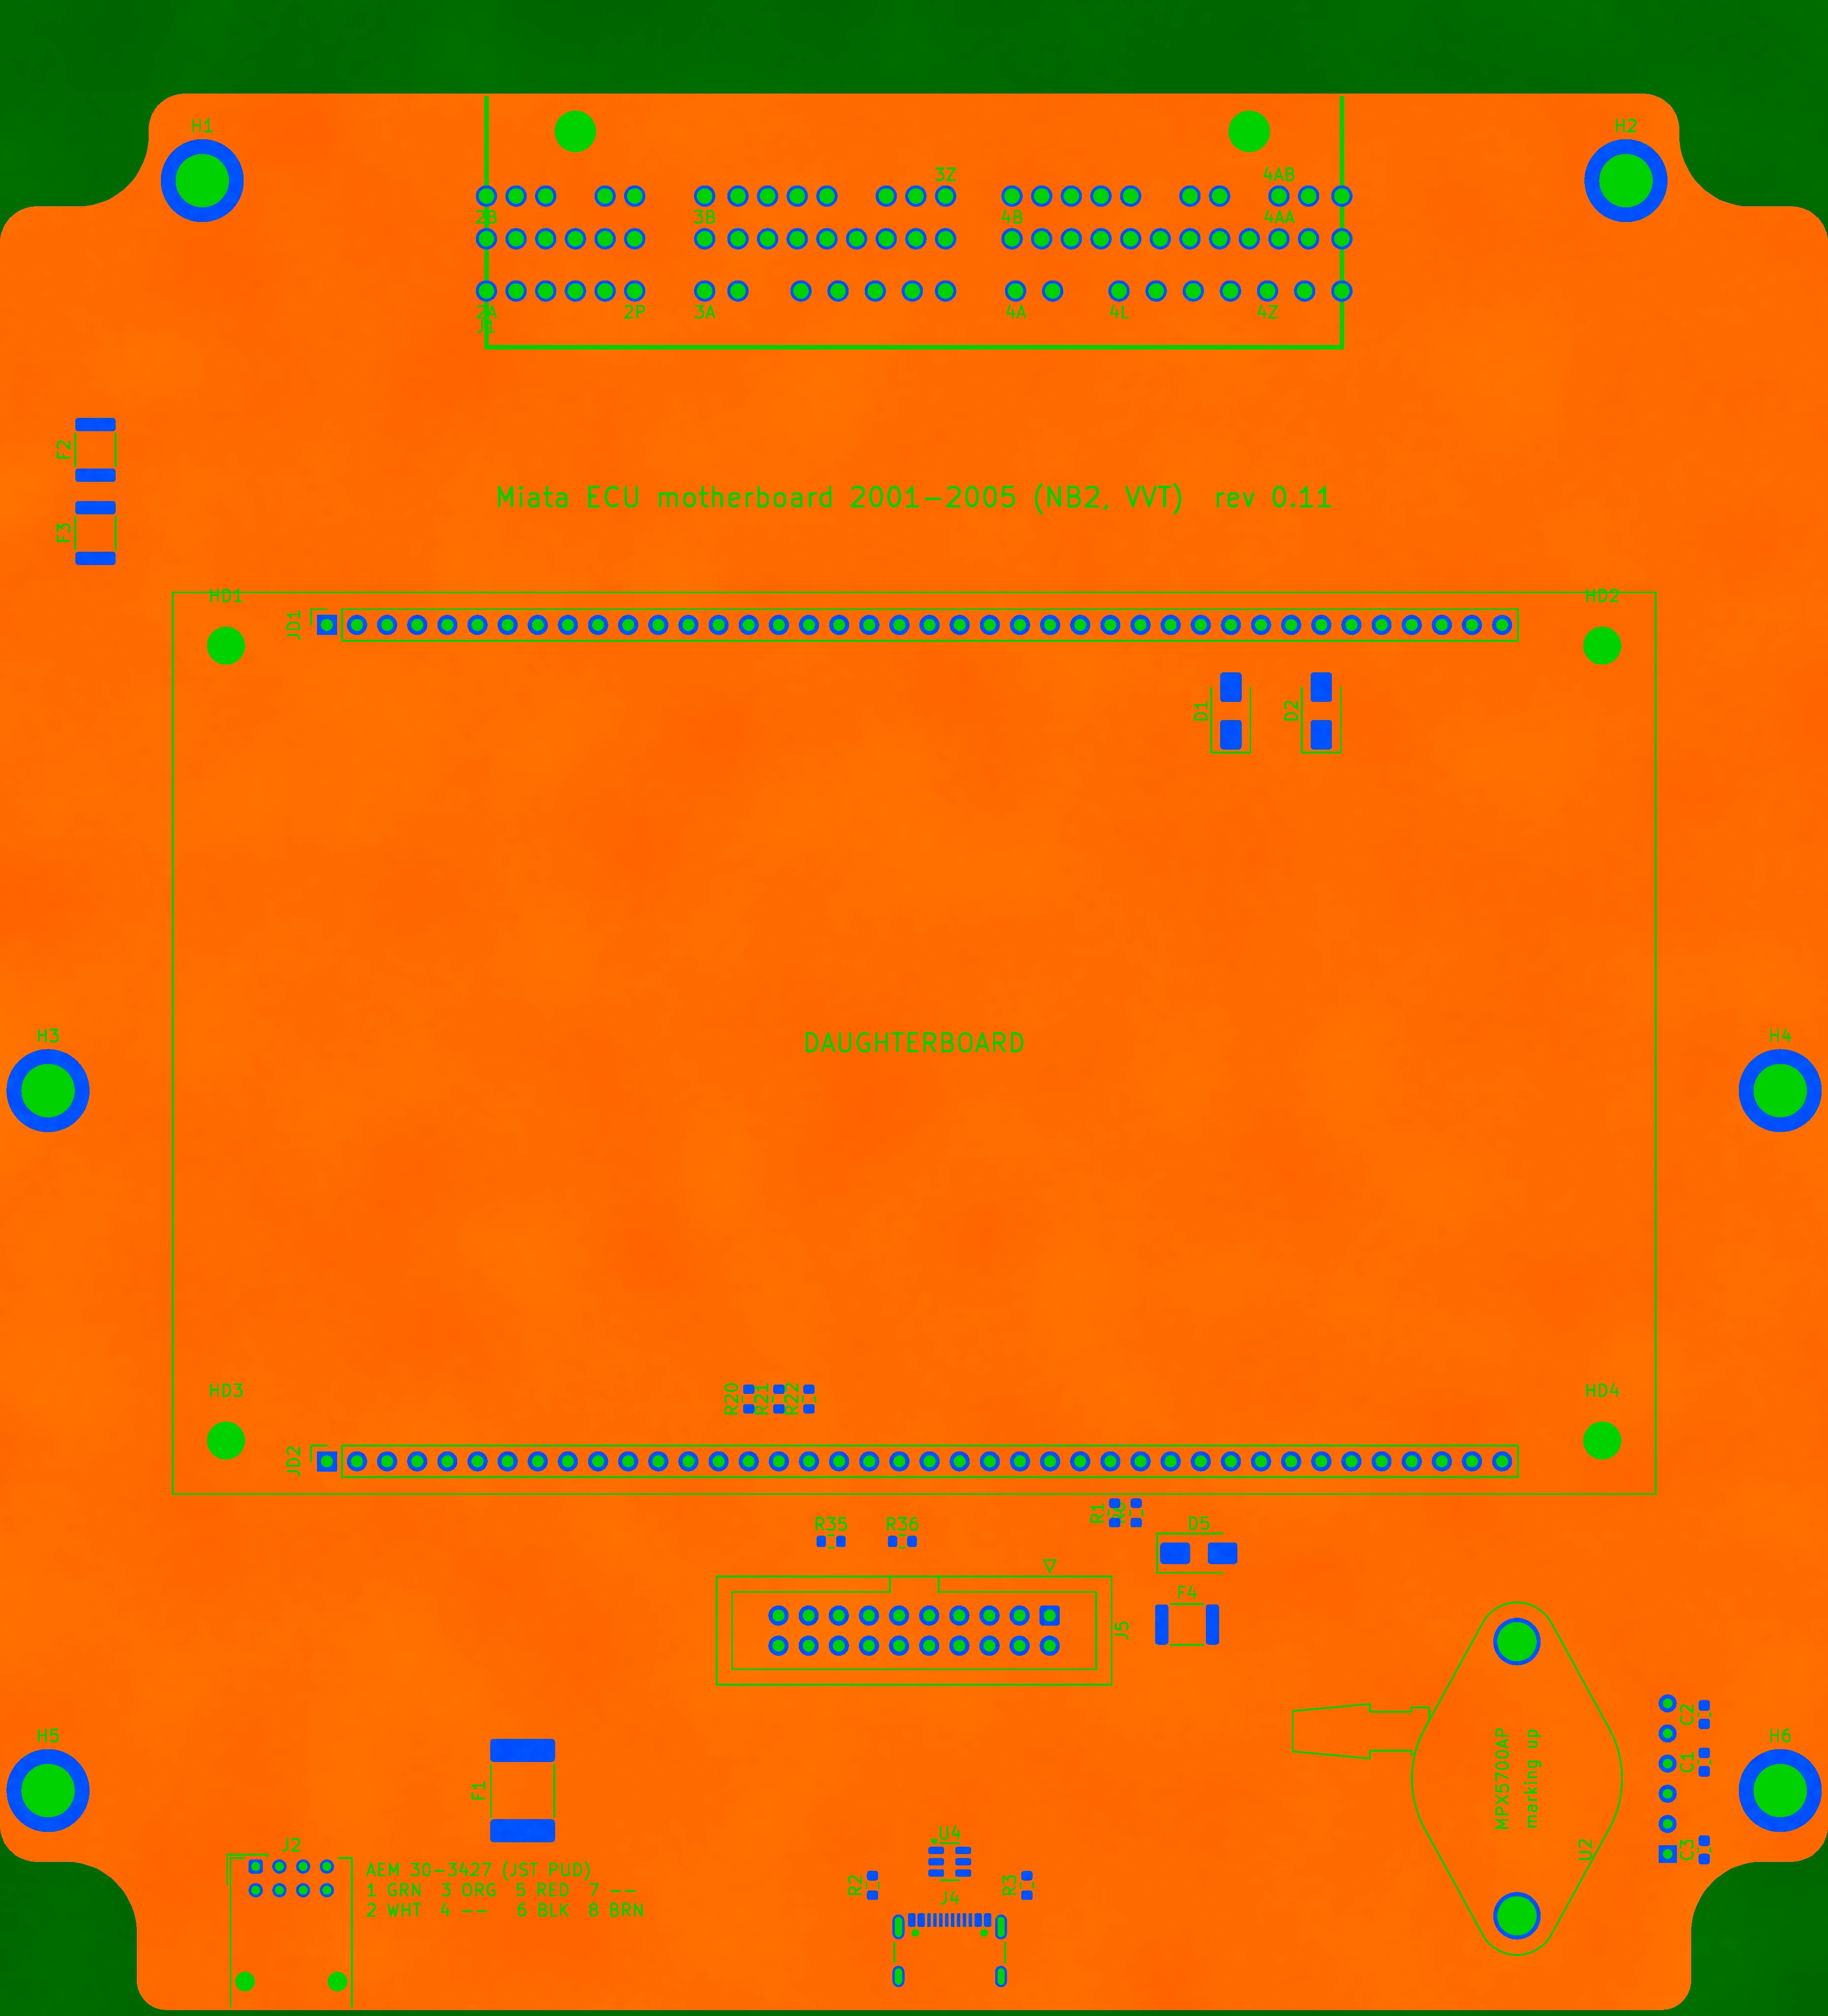 H1
H2
3Z
4AB
2B
3B
4B
4AA
2A
2P
3A
4A
4L
4Z
J1
F2
Miata ECU motherboard 2001-2005 (NB2, VVT)  rev 0.11
F3
HD1
HD2
JD1
D1
D2
H3
DAUGHTERBOARD
H4
HD3
R20
R21
R22
HD4
JD2
R1
R35
R36
D5
F4
J5
H5
MPX5700AP
marking up
C2
H6
C1
F1
J2
U4
U2
C3
AEM 30-3427 (JST PUD)
1 GRN  3 ORG  5 RED  7 --
2 WHT  4 --  6 BLK  8 BRN
R2
J4
R3